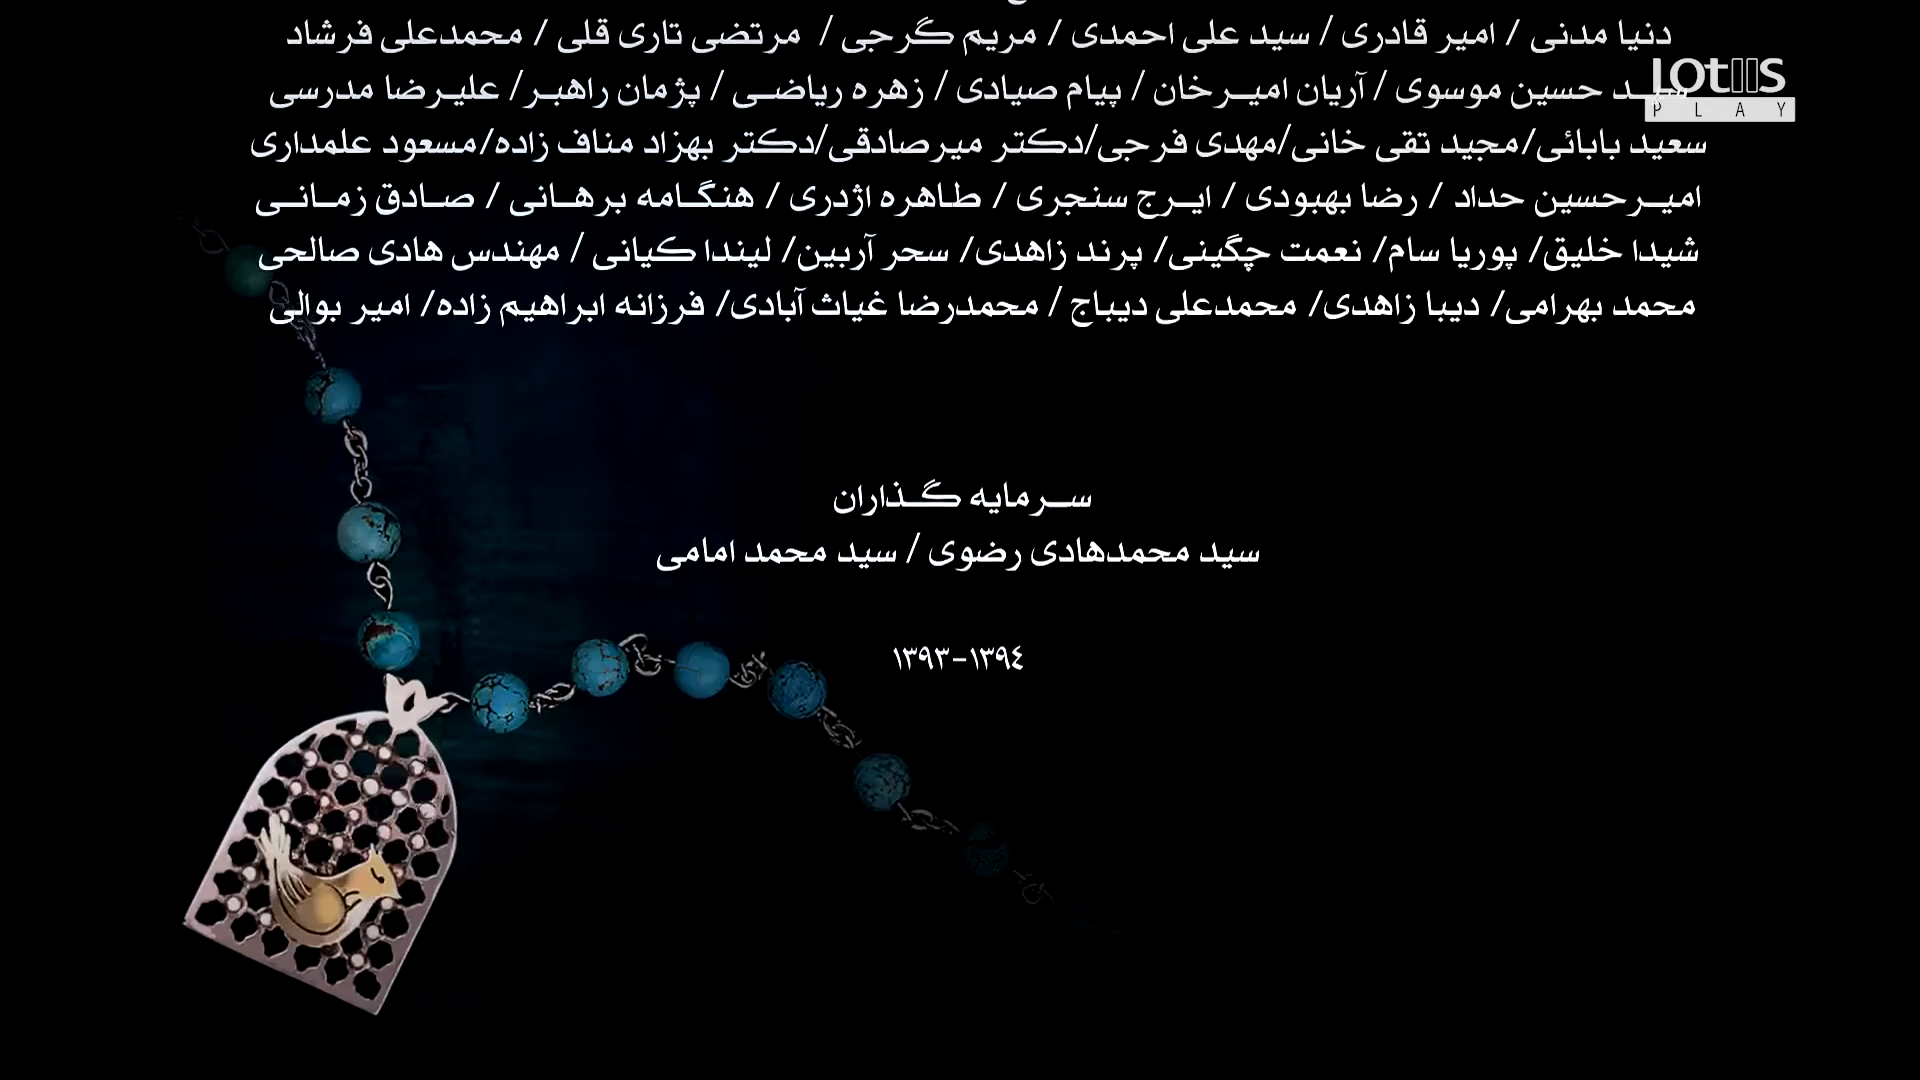 دنیا مدنی / امیر قادری / سید علی احمدی / مریم گرجی / مرتضی تاری قلی / محمدعلی فرشاد
سید حسین موسوی / آریان امیرخان / پیام صیادی / زهره ریاضی / پژمان راهبر/ علیرضا مدرسی
سعید بابائی/مجید تقی خانی/مهدی فرجی/دکتر میرصادقی/دکتر بهزاد مناف زاده/مسعود علمداری
امیرحسین حداد / رضا بهبودی / ایرج سنجری / طاهره اژدری / هنگامه برهانی / صادق زمانی
شیدا خلیق/ پوریا سام/ نعمت چگینی/ پرند زاهدی/ سحر آربین/ لیندا کیانی / مهندس هادی صالحی
محمد بهرامی/ دیبا زاهدی/ محمدعلی دیباج / محمدرضا غیاث آبادی/ فرزانه ابراهیم زاده/ امیر بوالی
سرمایه گذاران
سید محمدهادی رضوی / سید محمد امامی
۱۳۹۳-۱۳۹٤
PLAY